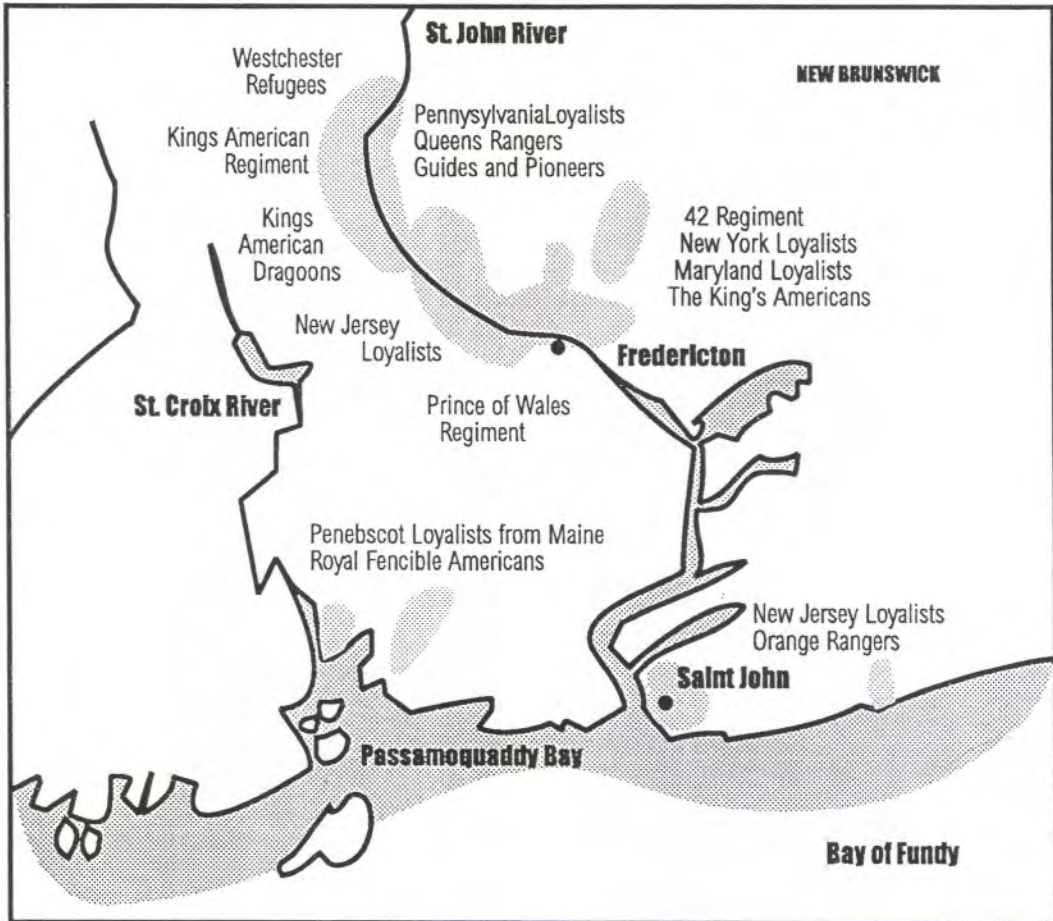 St. John River
NEW BRUNSWICK
Westchester
Refugees
PennysylvaniaLoyalists
Queens Rangers
Guides and Pioneers
Kings American
Regiment
Kings
American
Dragoons
42 Regiment
New York Loyalists
Maryland Loyalists
The King's Americans
New Jersey
Loyalists
Fredericton
St. Croix River
Prince of Wales
Regiment
Penebscot Loyalists from Maine
Royal Fencible Americans
New Jersey Loyalists
Orange Rangers
Saint John
Passamoquaddy Bay
Bay of Fundy